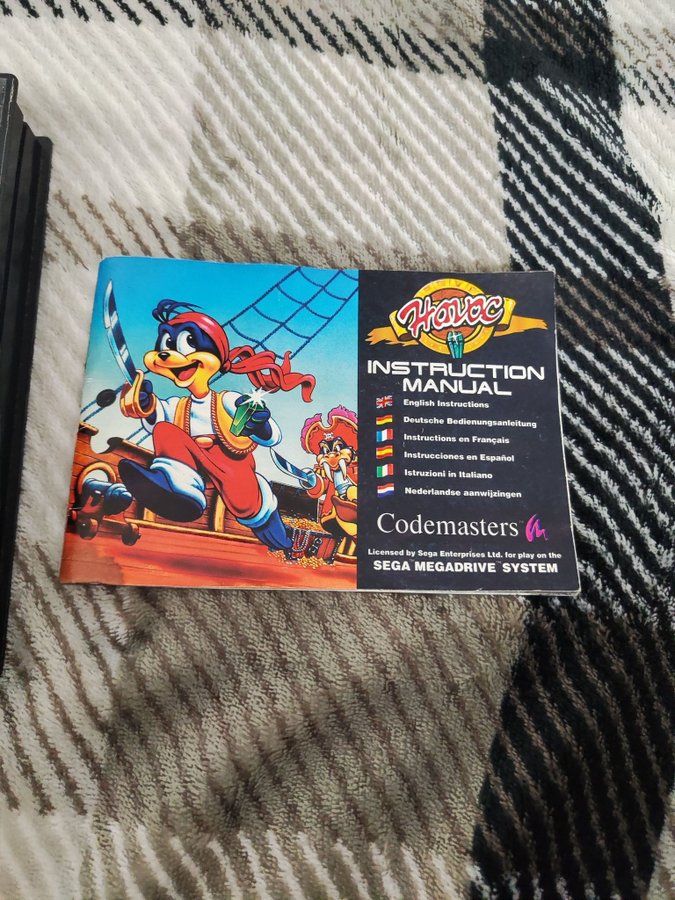 Havoc
INSTRUCTION
MANUAL
English Instructions
Deutsche Bedienungsanleitung
Instructions en Français
Instrucciones en Español
Istruzioni in Italiano
Nederlandse aanwijzingen
Codemasters
Licensed by Sega Enterprises Ltd. for play on the
SEGA MEGADRIVE™ SYSTEM